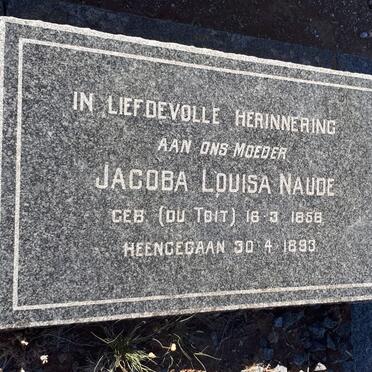 IN LIEFDEVOLLE HERINNERING
AAN ONS MOEDER
JACOBA LOUISA NAUDE
GEB (DU TOIT) 16 3 1858
HEENGEGAAN 30 4 1893